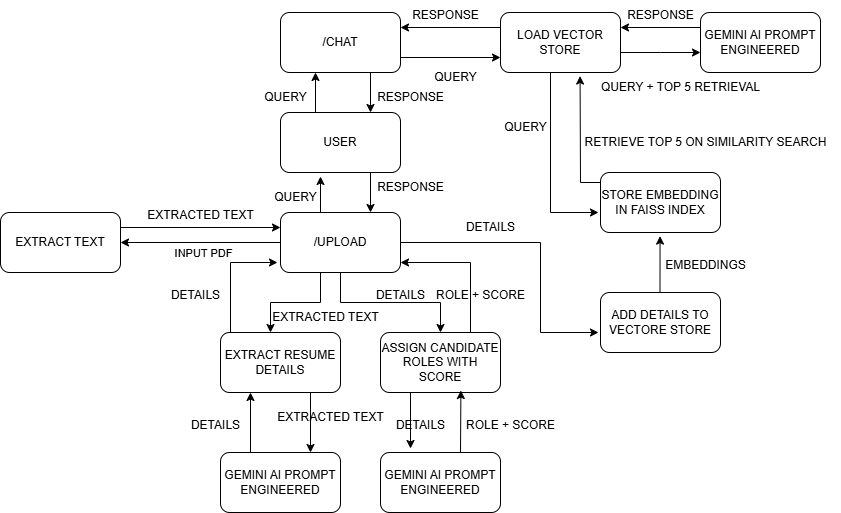 RESPONSE
RESPONSE
/CHAT
LOAD VECTOR
STORE
GEMINI AI PROMPT
ENGINEERED
QUERY
QUERY + TOP 5 RETRIEVAL
QUERY
RESPONSE
QUERY
RETRIEVE TOP 5 ON SIMILARITY SEARCH
USER
QUERY
RESPONSE
STORE EMBEDDING
IN FAISS INDEX
EXTRACTED TEXT
EXTRACT TEXT
/UPLOAD
DETAILS
INPUT PDF
EMBEDDINGS
DETAILS
DETAILS
ROLE + SCORE
EXTRACTED TEXT
ADD DETAILS TO
VECTORE STORE
EXTRACT RESUME
DETAILS
ASSIGN CANDIDATE
ROLES WITH
SCORE
DETAILS
EXTRACTED TEXT
DETAILS
ROLE + SCORE
GEMINI AI PROMPT
ENGINEERED
GEMINI AI PROMPT
ENGINEERED